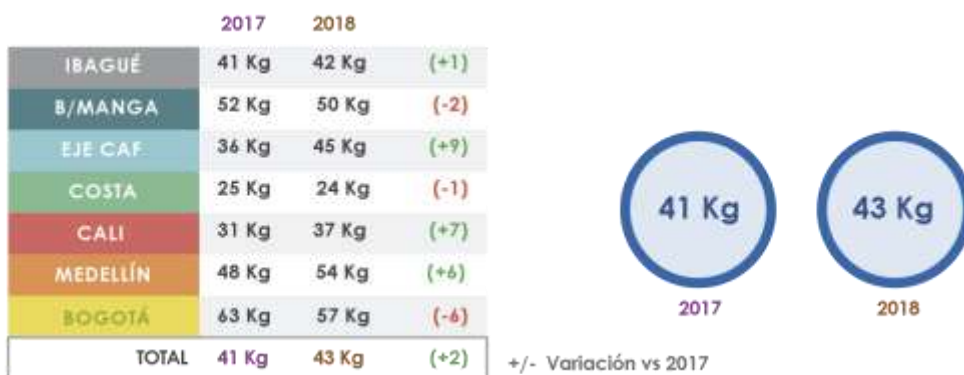 2017 2018
IBAGUÉ 41 Kg 42 Kg (+1)
B/MANGA 52 Kg 50 Kg (-2)
EJE CAF 36 Kg 45 Kg (+9)
COSTA 25 Kg 24 Kg (-1)
CALI 31 Kg 37 Kg (+7)
MEDELLÍN 48 Kg 54 Kg (+6)
BOGOTÁ 63 Kg 57 Kg (-6)
TOTAL 41 Kg 43 Kg (+2)
41 Kg 43 Kg
2017 2018
+/- Variación vs 2017